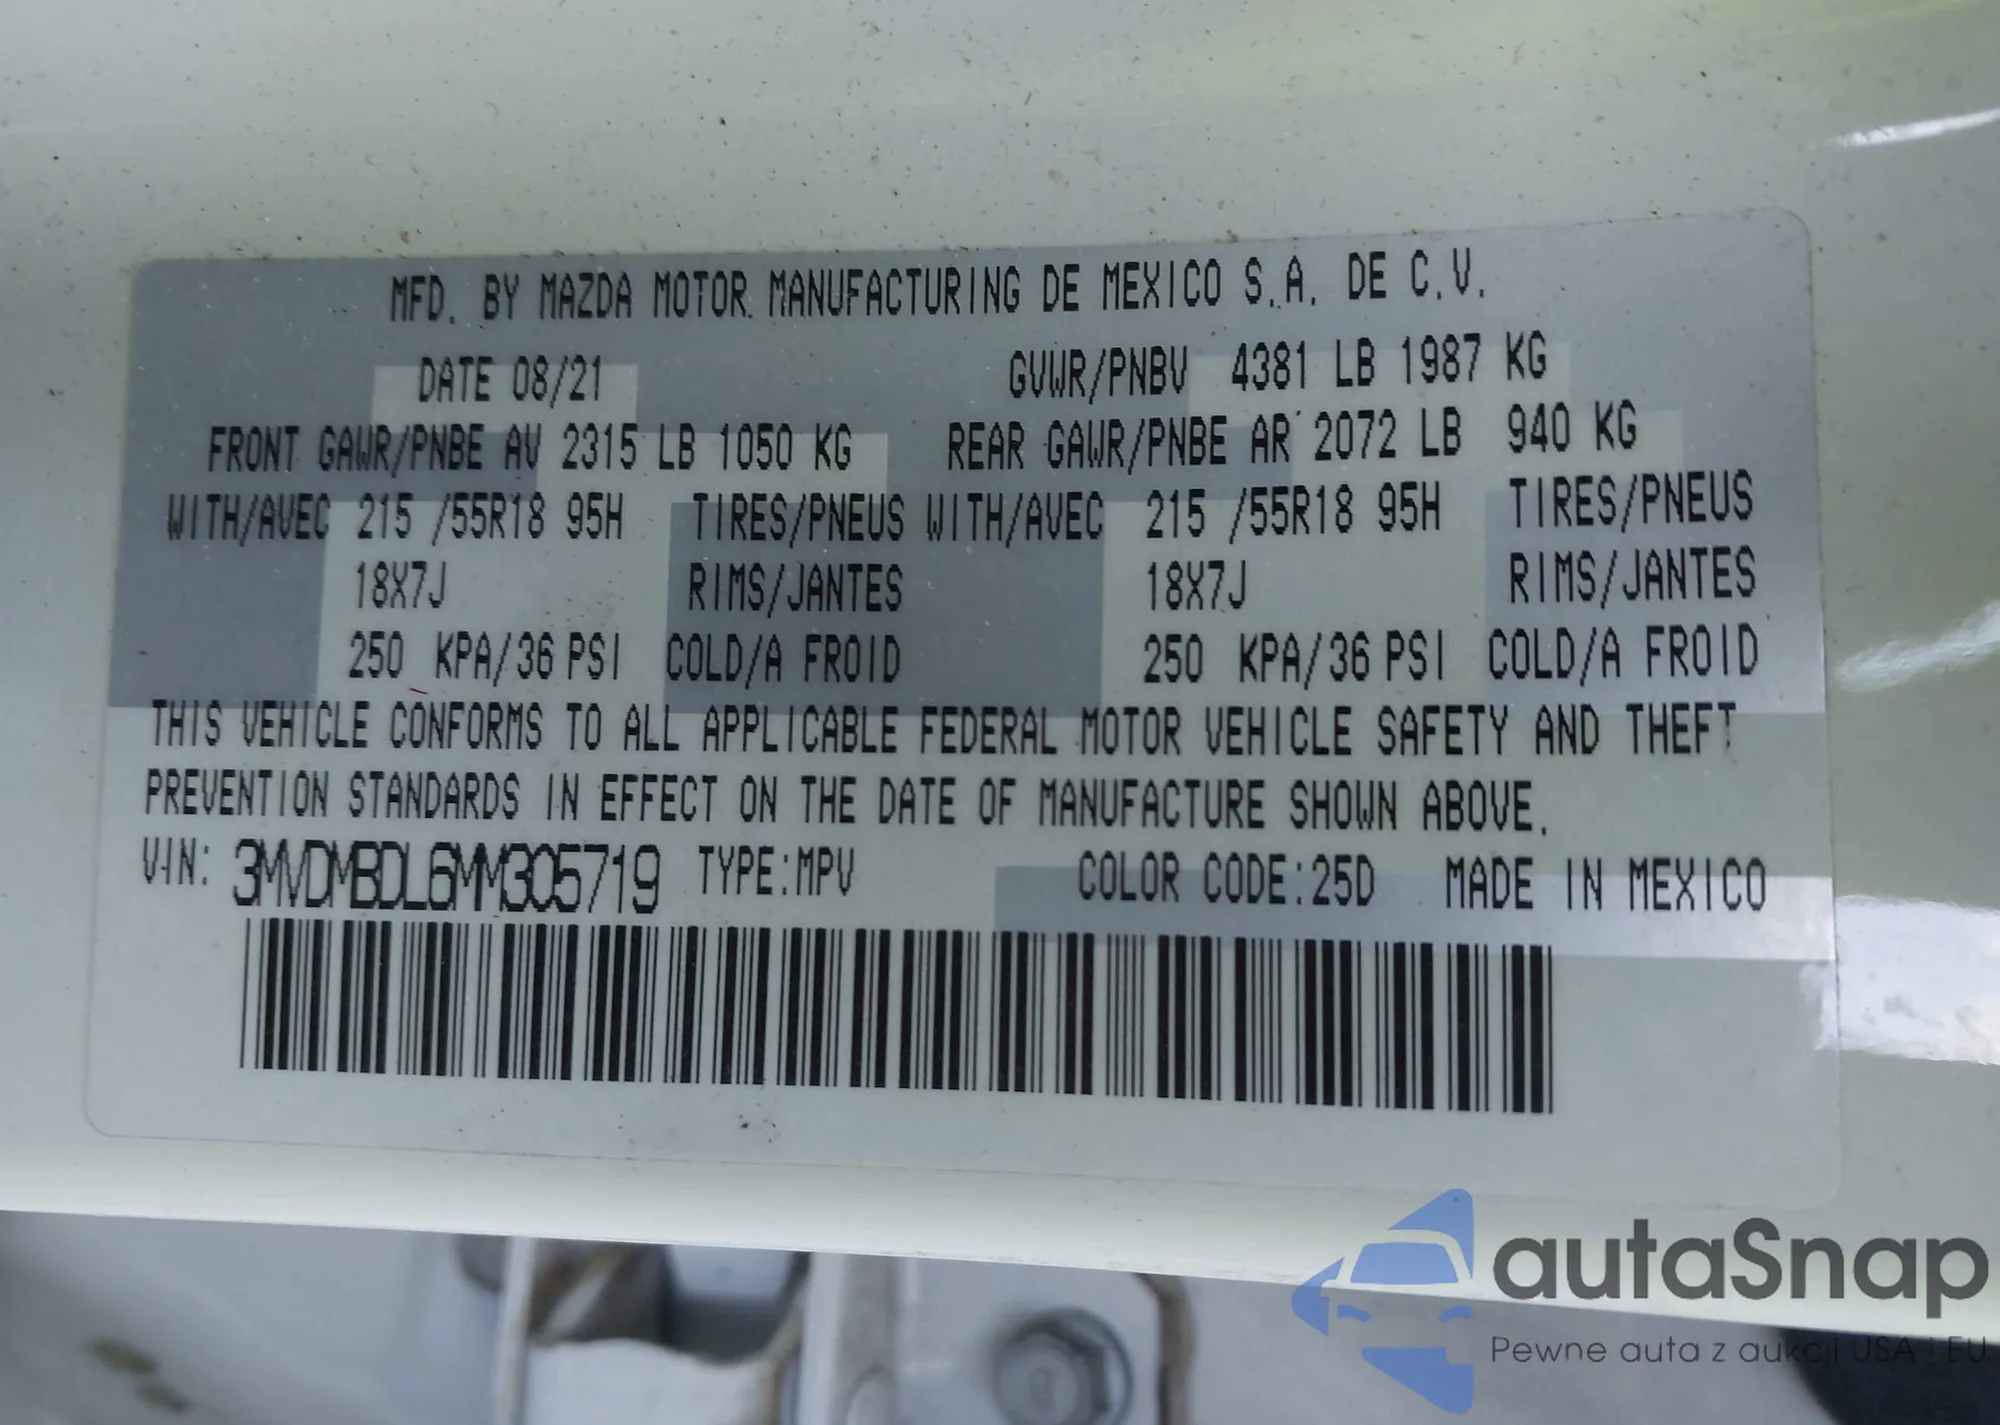 MFD. BY MAZDA MOTOR MANUFACTURING DE MEXICO S.A. DE C.V.
DATE 08/21 GVWR/PNBV 4381 LB 1987 KG
FRONT GAWR/PNBE AV 2315 LB 1050 KG REAR GAWR/PNBE AR 2072 LB 940 KG
WITH/AVEC 215 /55R18 95H TIRES/PNEUS WITH/AVEC 215 /55R18 95H TIRES/PNEUS
18X7J RIMS/JANTES 18X7J RIMS/JANTES
250 KPA/36 PSI COLD/A FROID 250 KPA/36 PSI COLD/A FROID
THIS VEHICLE CONFORMS TO ALL APPLICABLE FEDERAL MOTOR VEHICLE SAFETY AND THEFT
PREVENTION STANDARDS IN EFFECT ON THE DATE OF MANUFACTURE SHOWN ABOVE.
VIN: 3MVDMBDL6MM305719 TYPE:MPV COLOR CODE:25D MADE IN MEXICO
autaSnap
Pewne auta z aukcji USA i EU